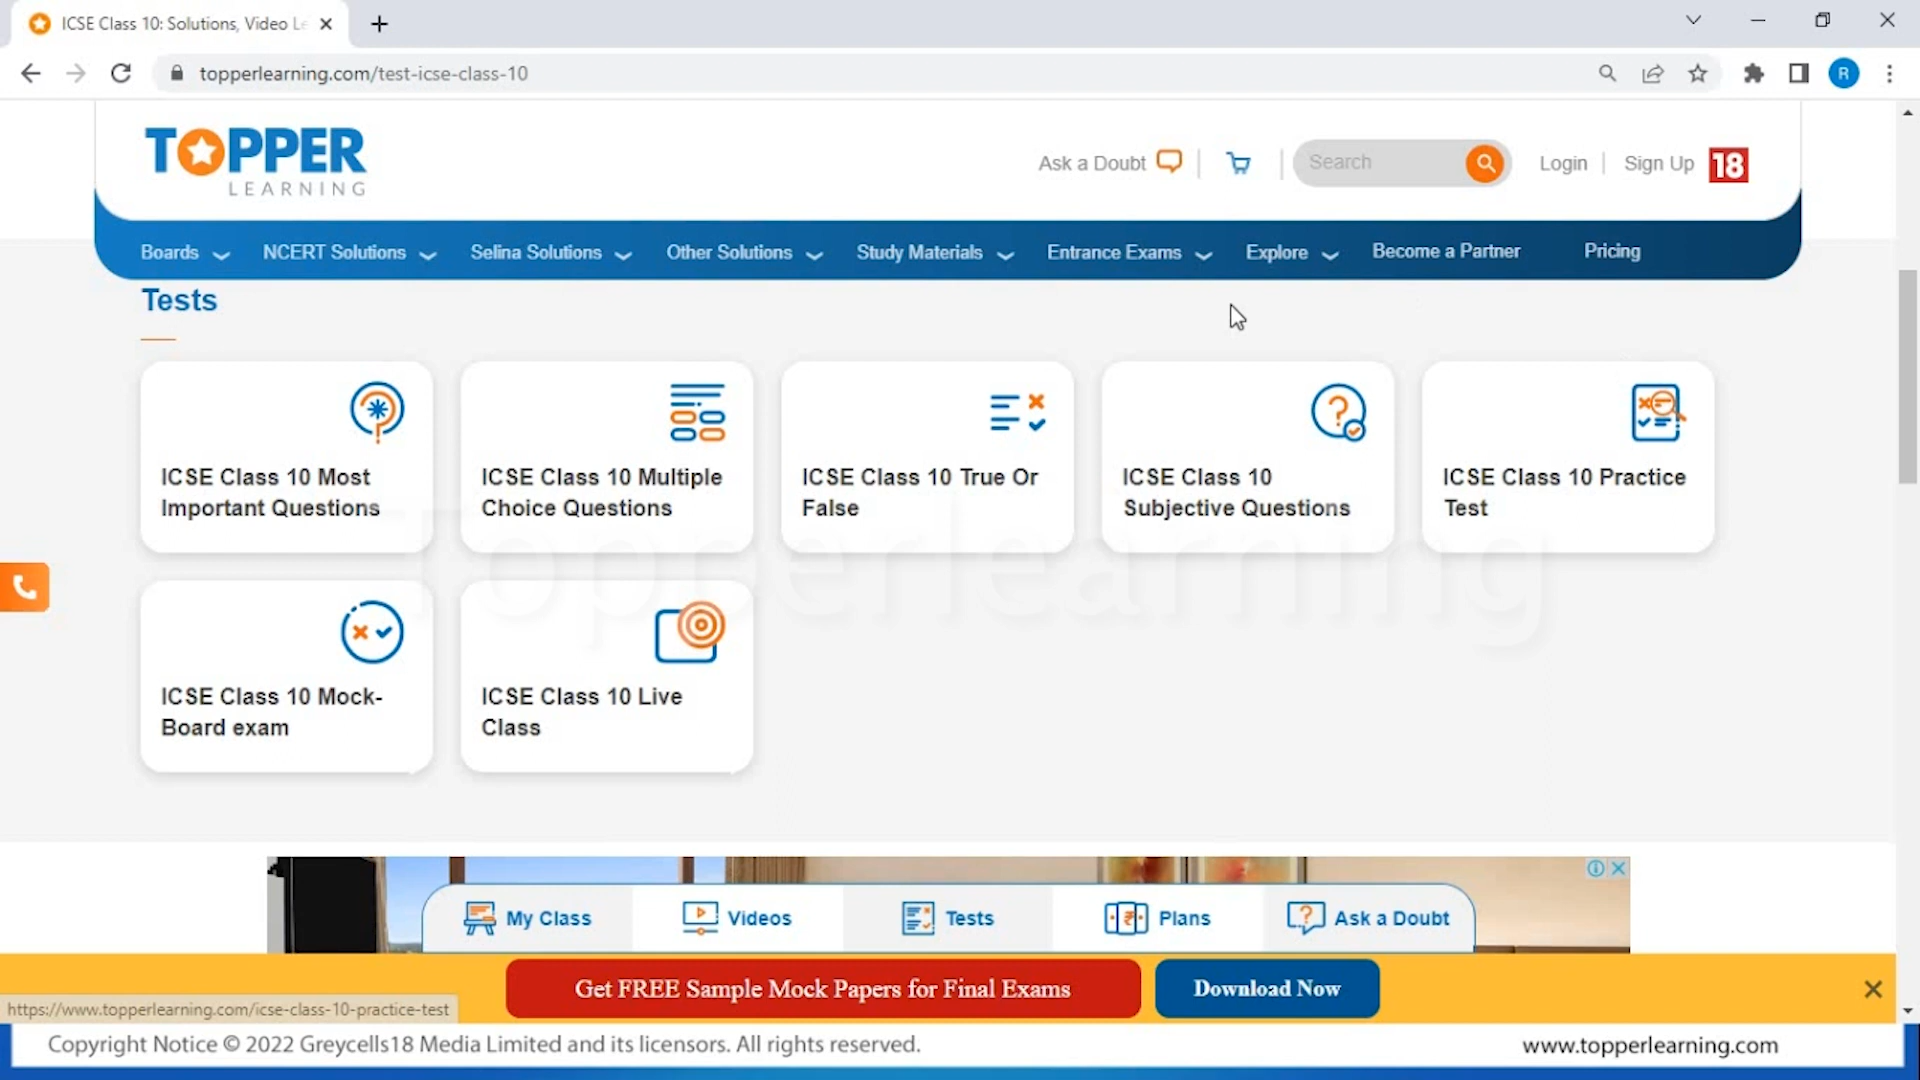 ICSE Class 10: Solutions, Video Le
topperlearning.com/test-icse-class-10
R
TOPPER
LEARNING
Ask a Doubt
Search
Login
Sign Up
18
Boards
NCERT Solutions
Selina Solutions
Other Solutions
Study Materials
Entrance Exams
Explore
Become a Partner
Pricing
Tests
ICSE Class 10 Most
Important Questions
ICSE Class 10 Multiple
Choice Questions
ICSE Class 10 True Or
False
ICSE Class 10
Subjective Questions
ICSE Class 10 Practice
Test
Topperlearning
ICSE Class 10 Mock-
Board exam
ICSE Class 10 Live
Class
My Class
Videos
Tests
Plans
Ask a Doubt
Get FREE Sample Mock Papers for Final Exams
Download Now
https://www.topperlearning.com/icse-class-10-practice-test
Copyright Notice © 2022 Greycells18 Media Limited and its licensors. All rights reserved.
www.topperlearning.com